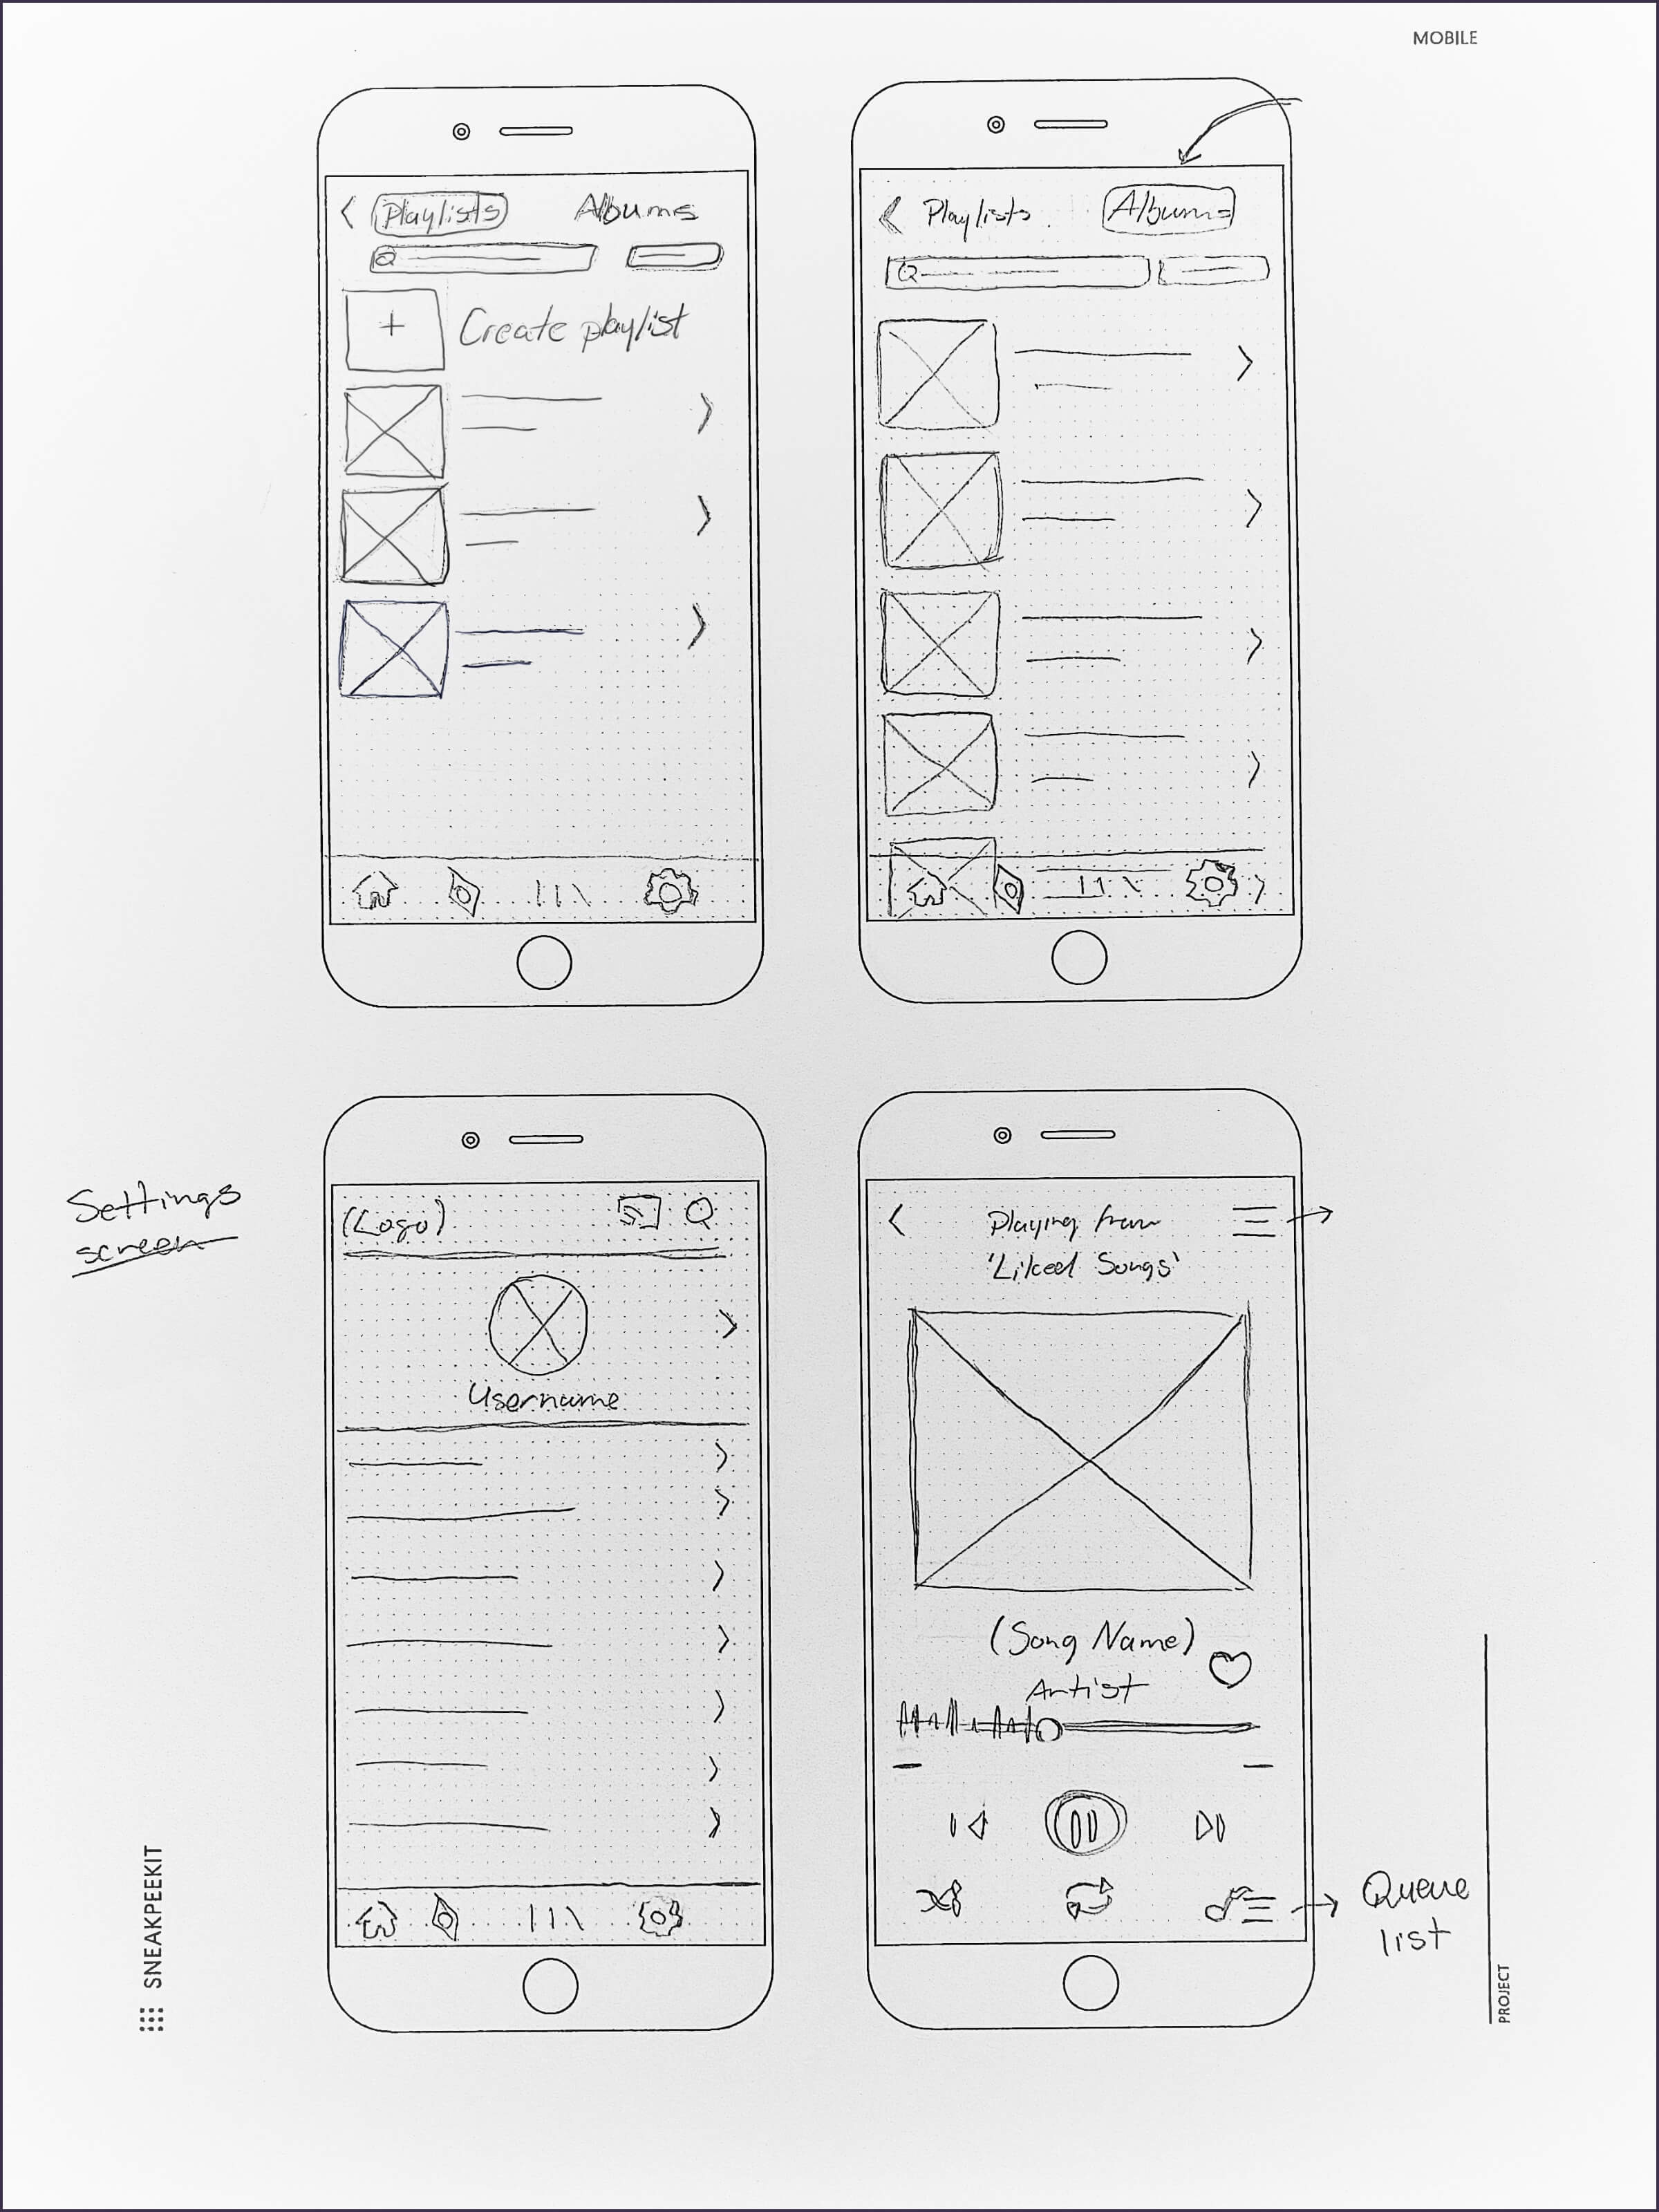 MOBILE
Playlists Albums
Create playlist
Playlists Albums
Settings
screen
(Logo)
Username
Playing from
'Liked Songs'
(Song Name)
Artist
Queue
list
SNEAKPEEKIT
PROJECT